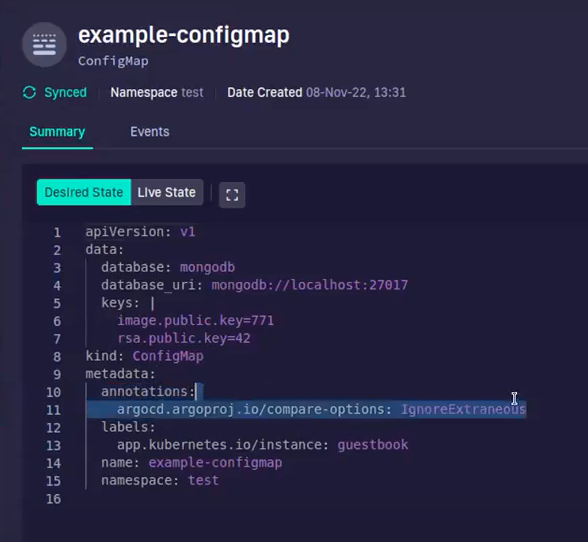 example-configmap
ConfigMap
Synced Namespace test Date Created 08-Nov-22, 13:31
Summary Events
Desired State Live State
1 apiVersion: v1
2 data:
3 database: mongodb
4 database_uri: mongodb://localhost:27017
5 keys: |
6 image.public.key=771
7 rsa.public.key=42
8 kind: ConfigMap
9 metadata:
10 annotations:
11 argocd.argoproj.io/compare-options: IgnoreExtraneous
12 labels:
13 app.kubernetes.io/instance: guestbook
14 name: example-configmap
15 namespace: test
16